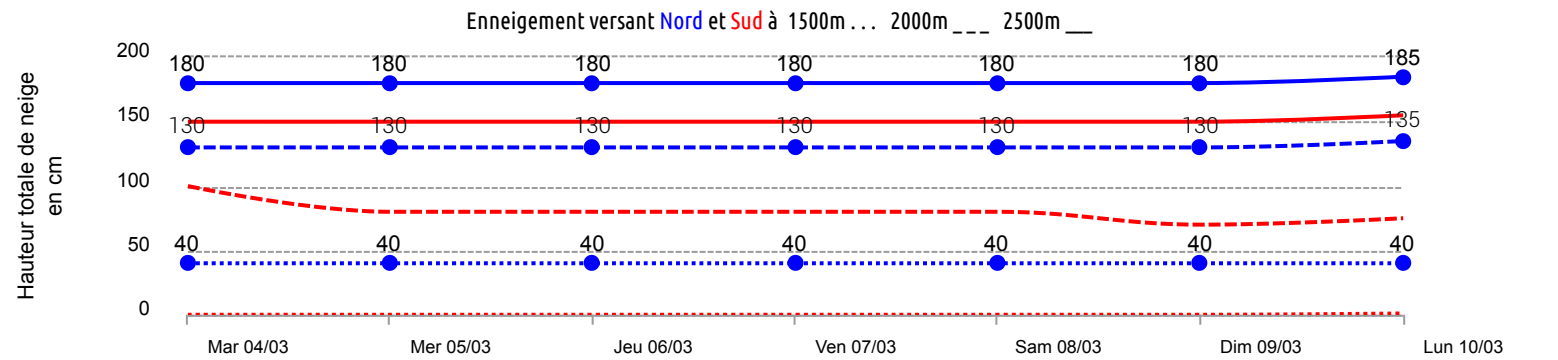 Enneigement versant Nord et Sud à 1500m . . . 2000m _ _ _ 2500m __
Hauteur totale de neige
en cm
200
180 180 180 180 180 180 185
150
130 130 130 130 130 130 135
100
50
40 40 40 40 40 40 40
0
Mar 04/03 Mer 05/03 Jeu 06/03 Ven 07/03 Sam 08/03 Dim 09/03 Lun 10/03